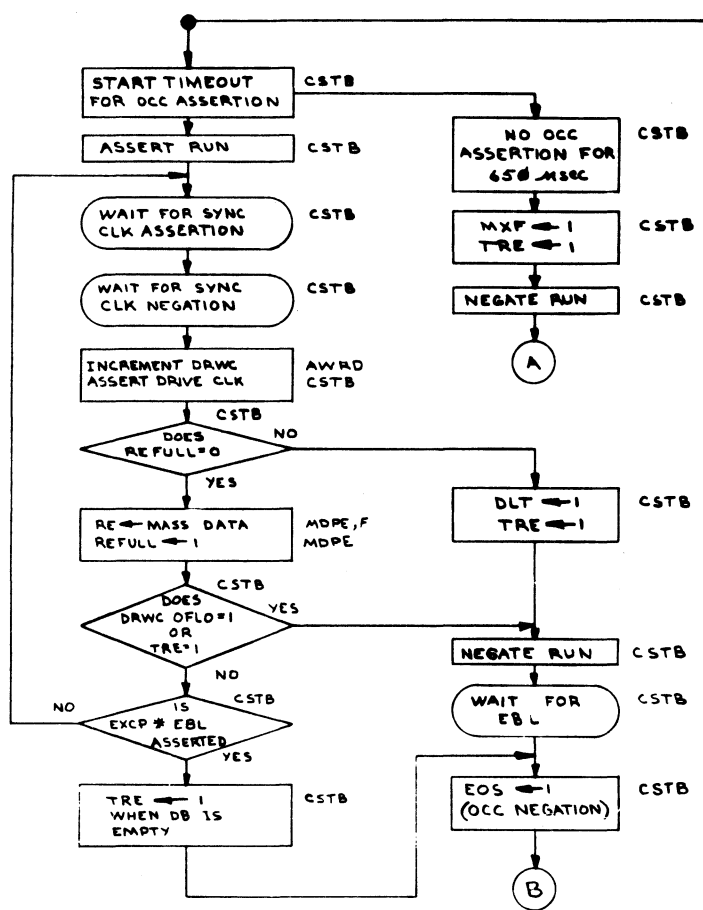 START TIMEOUT
FOR OCC ASSERTION
CSTB
ASSERT RUN
CSTB
WAIT FOR SYNC
CLK ASSERTION
CSTB
WAIT FOR SYNC
CLK NEGATION
CSTB
INCREMENT DRWC
ASSERT DRIVE CLK
AWRD
CSTB
CSTB
DOES
REFULL=0
NO
YES
RE ← MASS DATA
REFULL ← 1
MDPE,F
MDPE
CSTB
DOES
DRWC OFLO=1
OR
TRE=1
YES
NO
CSTB
IS
EXCP # EBL
ASSERTED
NO
YES
TRE ← 1
WHEN DB IS
EMPTY
CSTB
NO OCC
ASSERTION FOR
65Ø MSEC
CSTB
MXF ← 1
TRE ← 1
CSTB
NEGATE RUN
CSTB
A
DLT ← 1
TRE ← 1
CSTB
NEGATE RUN
CSTB
WAIT FOR
EBL
CSTB
EOS ← 1
(OCC NEGATION)
CSTB
B